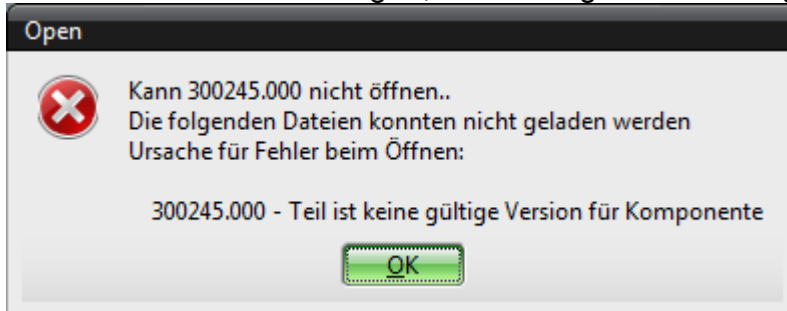 Open
Kann 300245.000 nicht öffnen..
Die folgenden Dateien konnten nicht geladen werden
Ursache für Fehler beim Öffnen:
300245.000 - Teil ist keine gültige Version für Komponente
OK